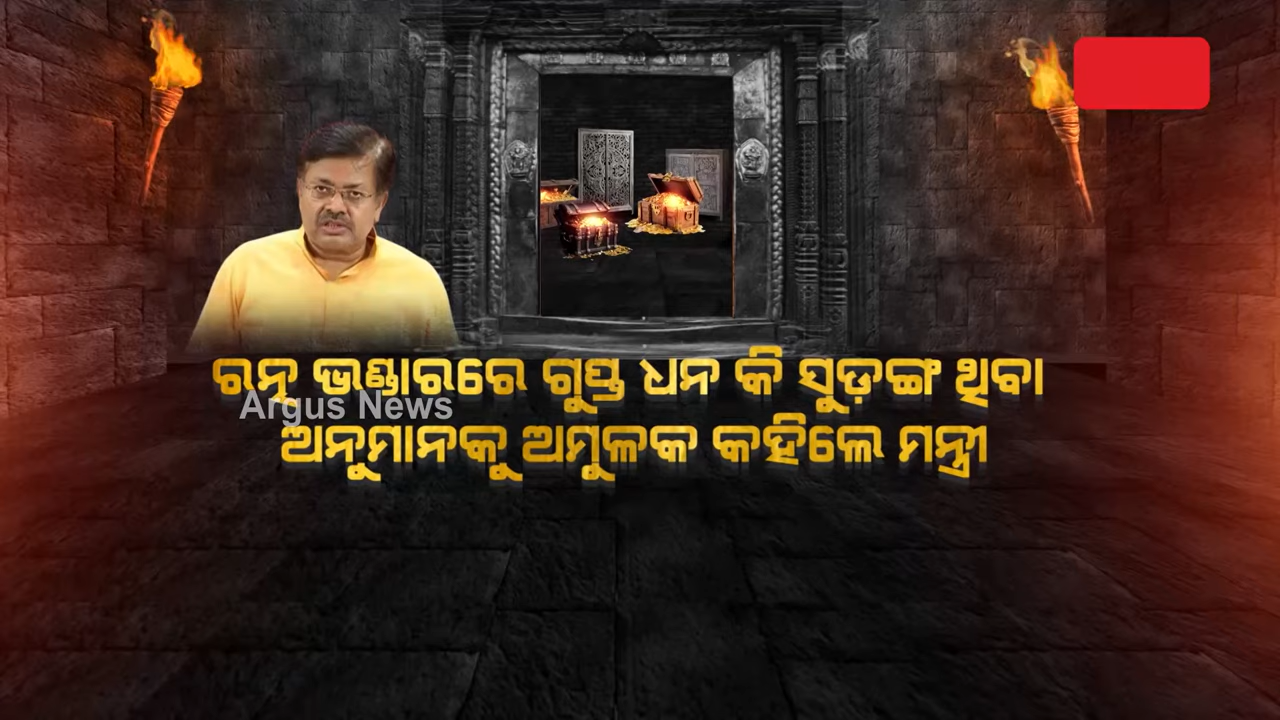 ରତ୍ନ ଭଣ୍ଡାରରେ ଗୁପ୍ତ ଧନ କି ସୁଡ଼ଙ୍ଗ ଥିବା
Argus News
ଅନୁମାନକୁ ଅମୁଳକ କହିଲେ ମନ୍ତ୍ରୀ